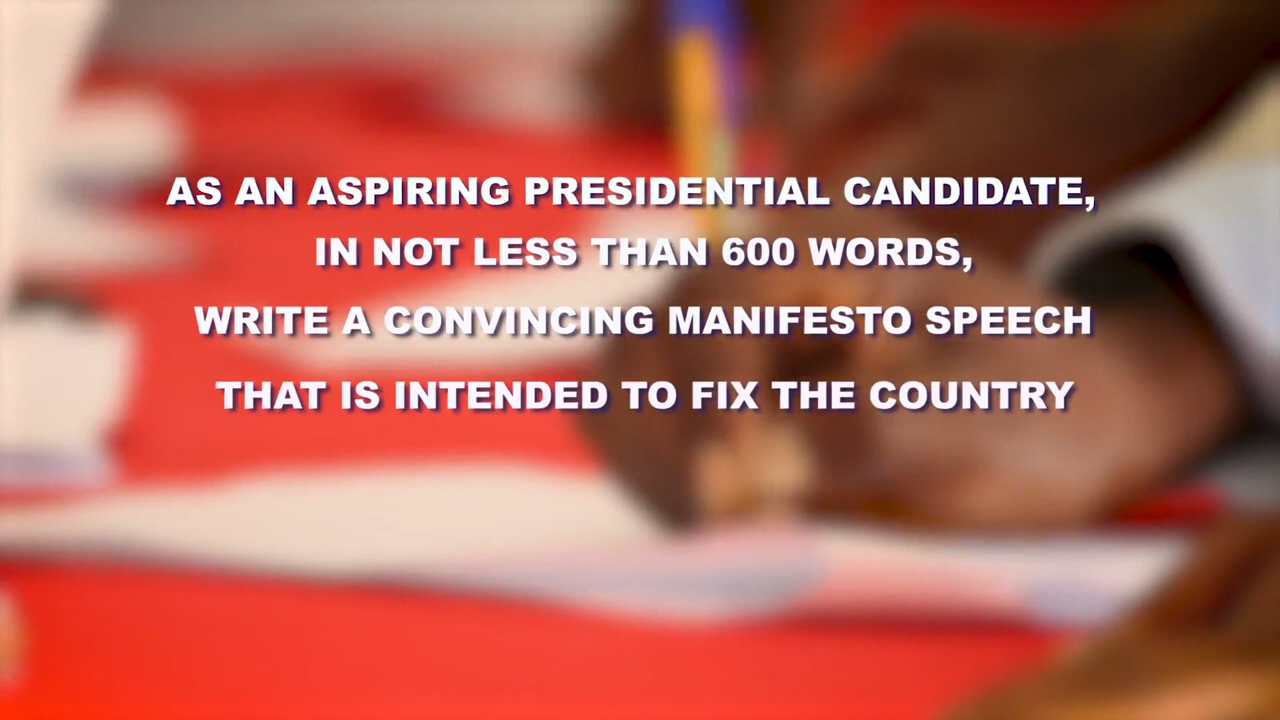 AS AN ASPIRING PRESIDENTIAL CANDIDATE,
IN NOT LESS THAN 600 WORDS,
WRITE A CONVINCING MANIFESTO SPEECH
THAT IS INTENDED TO FIX THE COUNTRY